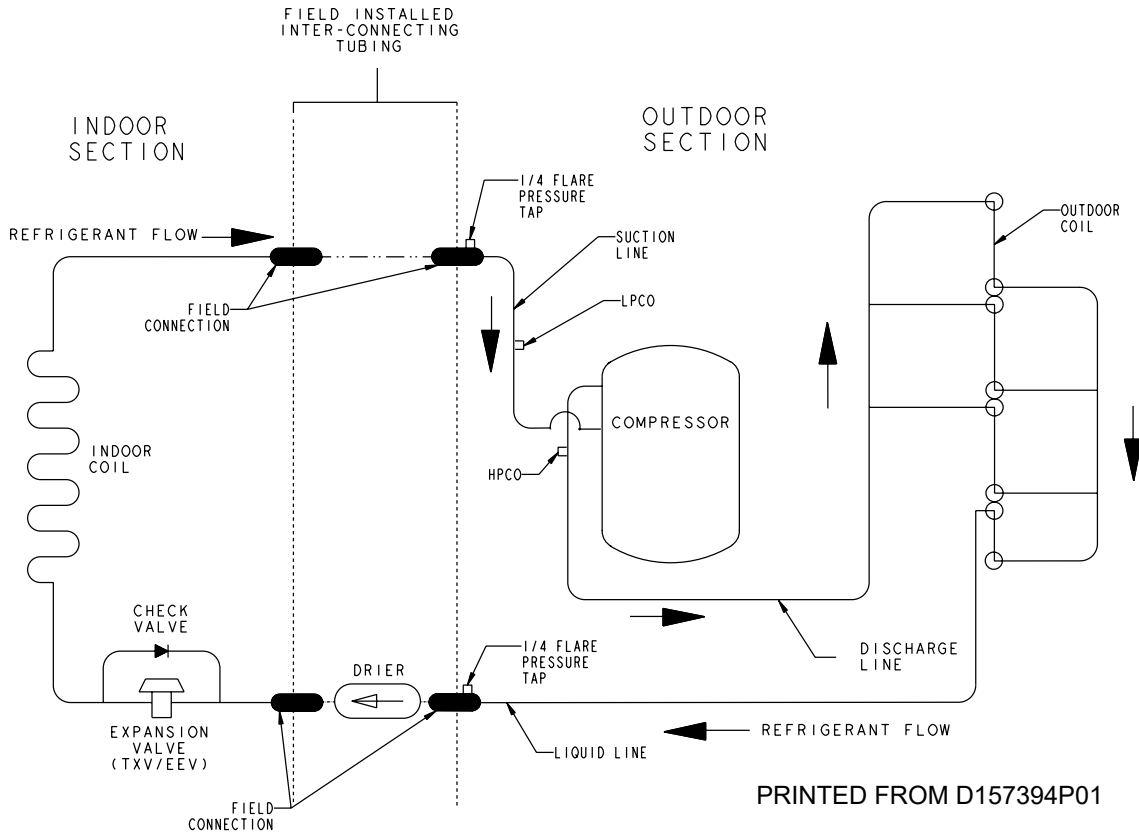 FIELD INSTALLED
INTER-CONNECTING
TUBING
INDOOR
SECTION
OUTDOOR
SECTION
1/4 FLARE
PRESSURE
TAP
OUTDOOR
COIL
REFRIGERANT FLOW
SUCTION
LINE
FIELD
CONNECTION
LPCO
COMPRESSOR
INDOOR
COIL
HPCO
CHECK
VALVE
1/4 FLARE
PRESSURE
TAP
DRIER
DISCHARGE
LINE
EXPANSION
VALVE
(TXV/EEV)
LIQUID LINE
REFRIGERANT FLOW
FIELD
CONNECTION
PRINTED FROM D157394P01